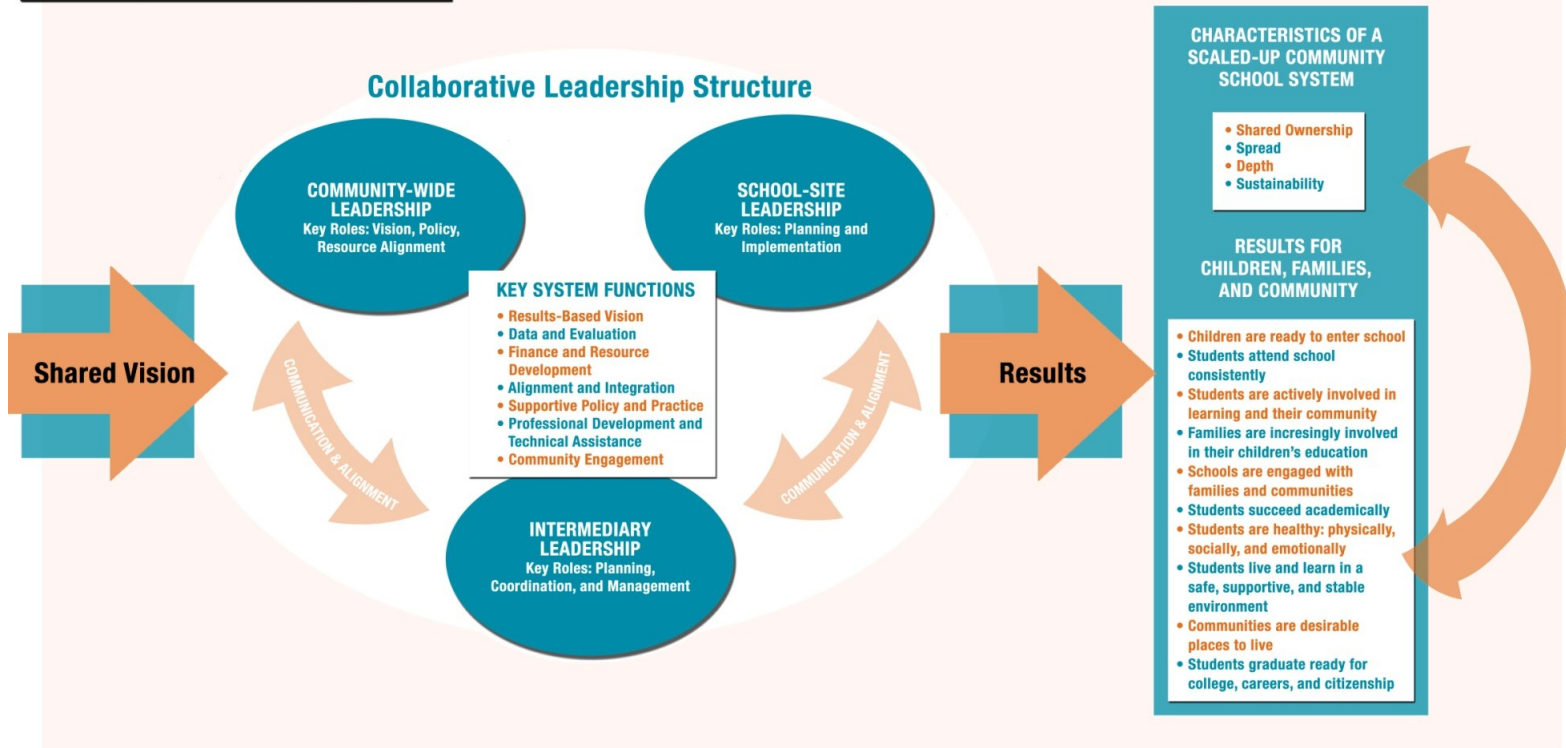 Collaborative Leadership Structure
COMMUNITY-WIDE
LEADERSHIP
Key Roles: Vision, Policy,
Resource Alignment
SCHOOL-SITE
LEADERSHIP
Key Roles: Planning and
Implementation
Shared Vision
KEY SYSTEM FUNCTIONS
• Results-Based Vision
• Data and Evaluation
• Finance and Resource
Development
• Alignment and Integration
• Supportive Policy and Practice
• Professional Development and
Technical Assistance
• Community Engagement
COMMUNICATION & ALIGNMENT
COMMUNICATION & ALIGNMENT
INTERMEDIARY
LEADERSHIP
Key Roles: Planning,
Coordination, and Management
Results
CHARACTERISTICS OF A
SCALED-UP COMMUNITY
SCHOOL SYSTEM
• Shared Ownership
• Spread
• Depth
• Sustainability
RESULTS FOR
CHILDREN, FAMILIES,
AND COMMUNITY
• Children are ready to enter school
• Students attend school
consistently
• Students are actively involved in
learning and their community
• Families are incresingly involved
in their children's education
• Schools are engaged with
families and communities
• Students succeed academically
• Students are healthy: physically,
socially, and emotionally
• Students live and learn in a
safe, supportive, and stable
environment
• Communities are desirable
places to live
• Students graduate ready for
college, careers, and citizenship